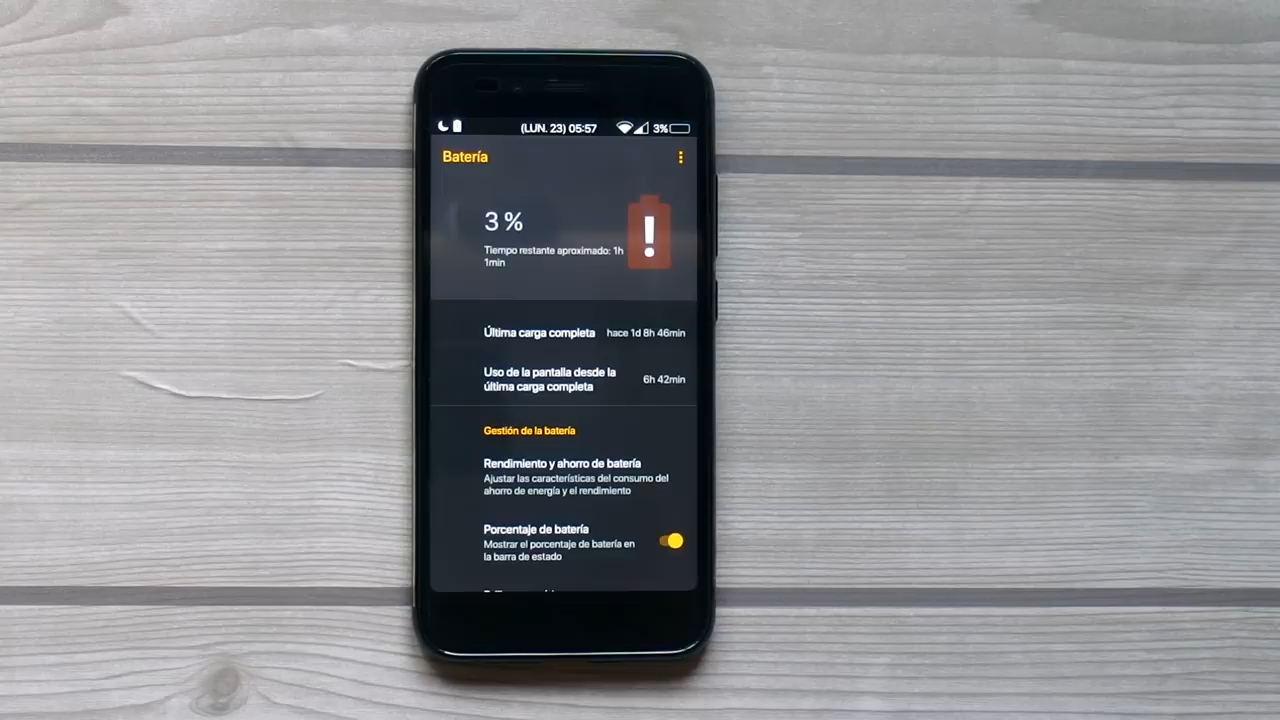 (LUN. 23) 05:57
3%
Batería
3 %
Tiempo restante aproximado: 1h
1min
Última carga completa
hace 1d 8h 46min
Uso de la pantalla desde la
última carga completa
6h 42min
Gestión de la batería
Rendimiento y ahorro de batería
Ajustar las características del consumo del
ahorro de energía y el rendimiento
Porcentaje de batería
Mostrar el porcentaje de batería en
la barra de estado